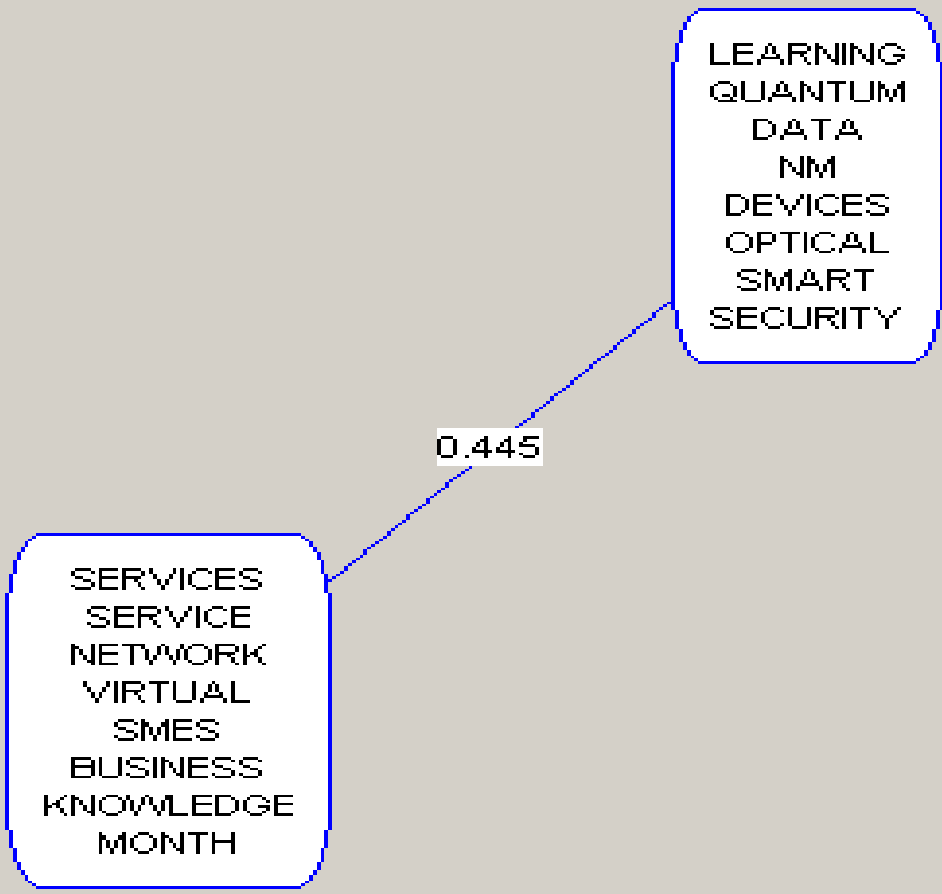 LEARNING
QUANTUM
DATA
NM
DEVICES
OPTICAL
SMART
SECURITY
0.445
SERVICES
SERVICE
NETWORK
VIRTUAL
SMES
BUSINESS
KNOWLEDGE
MONTH